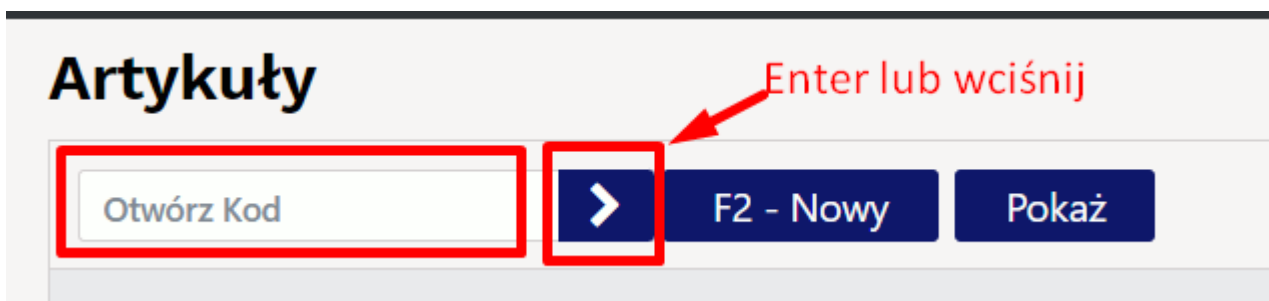 Artykuły
Enter lub wciśnij
Otwórz Kod
F2 - Nowy
Pokaż